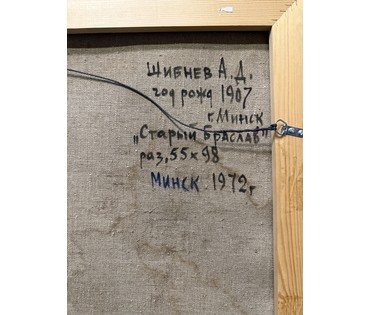 Шибнев А.Д.
год рожд 1907
г. Минск
„Старый Браслав"
раз, 55×98
Минск 1972г